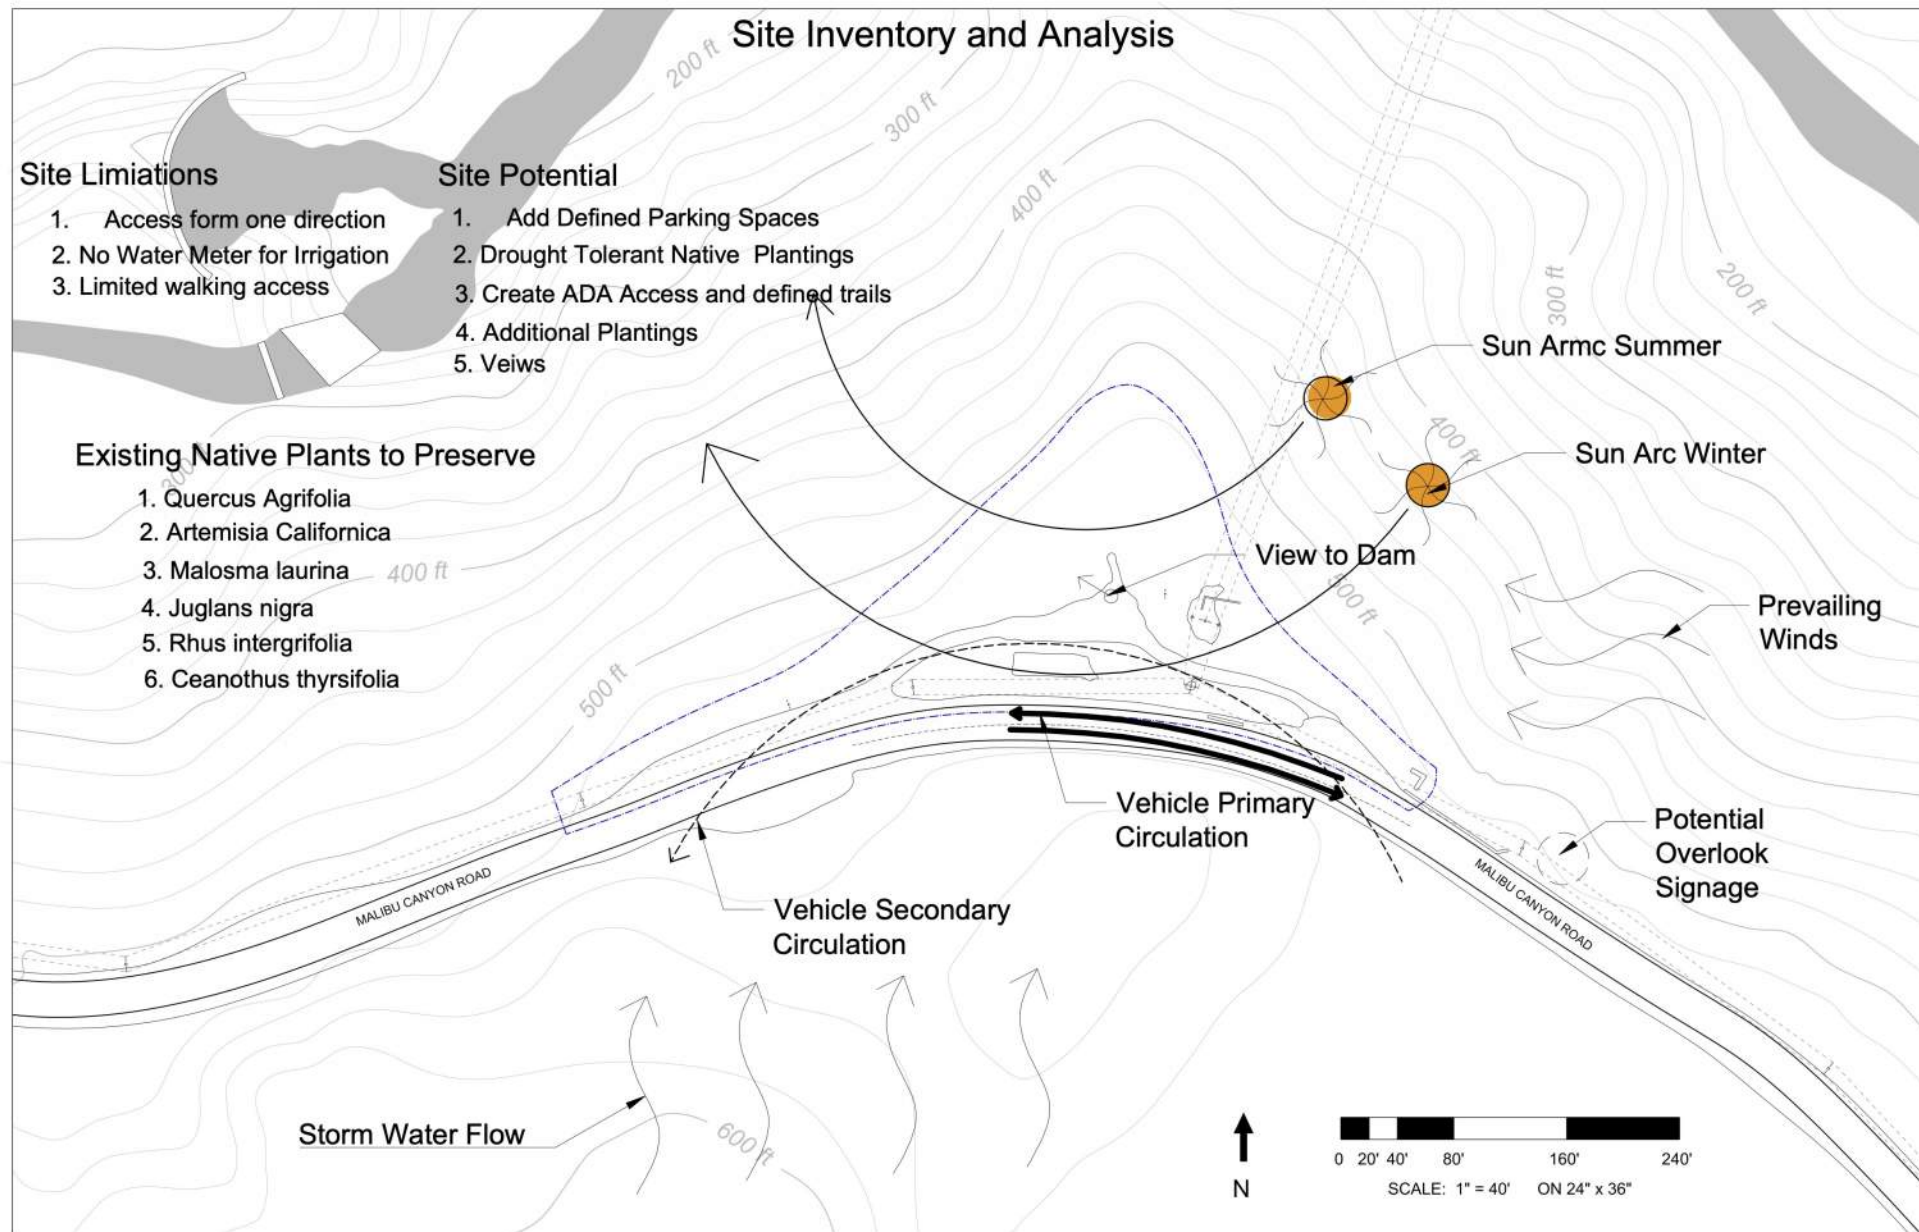 Site Inventory and Analysis
200 ft
300 ft
400 ft
Site Limiations
1. Access form one direction
2. No Water Meter for Irrigation
3. Limited walking access
Site Potential
1. Add Defined Parking Spaces
2. Drought Tolerant Native Plantings
3. Create ADA Access and defined trails
4. Additional Plantings
5. Veiws
300 ft
200 ft
Sun Armc Summer
400 ft
Sun Arc Winter
Existing Native Plants to Preserve
300 ft
1. Quercus Agrifolia
2. Artemisia Californica
3. Malosma laurina
4. Juglans nigra
5. Rhus intergrifolia
6. Ceanothus thyrsifolia
400 ft
500 ft
View to Dam
500 ft
Prevailing
Winds
Vehicle Primary
Circulation
Potential
Overlook
Signage
MALIBU CANYON ROAD
MALIBU CANYON ROAD
Vehicle Secondary
Circulation
Storm Water Flow
600 ft
N
0 20' 40' 80' 160' 240'
SCALE: 1" = 40' ON 24" x 36"